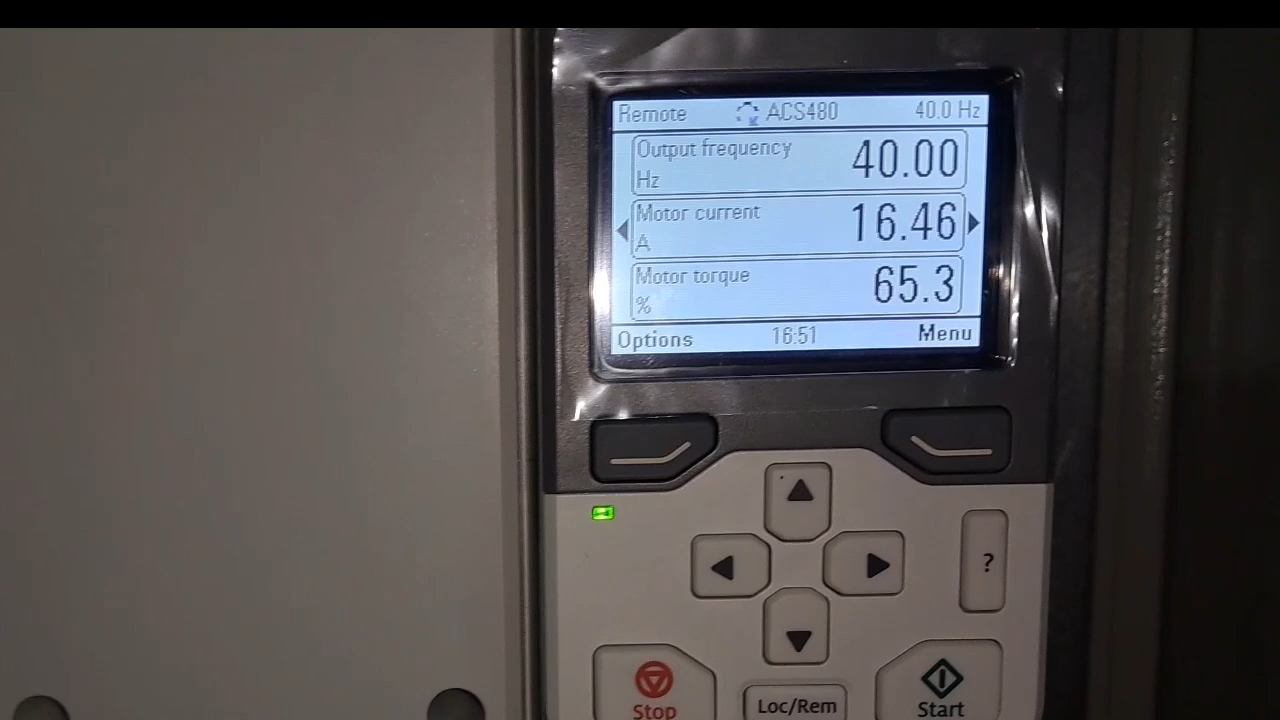 Remote ACS480 40.0 Hz
Output frequency 40.00
Hz
Motor current 16.46
A
Motor torque 65.3
%
Options 16:51 Menu
?
Stop Loc/Rem Start